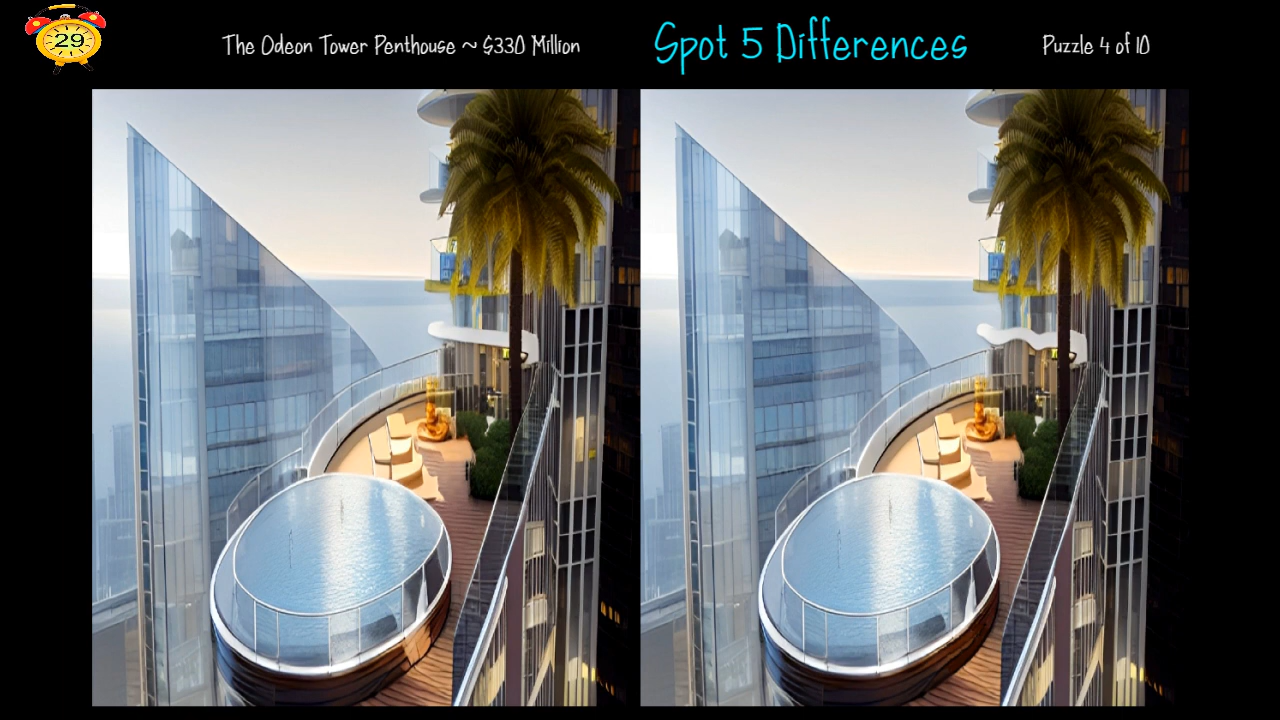 29
The Odeon Tower Penthouse ~ $330 Million
Spot 5 Differences
Puzzle 4 of 10